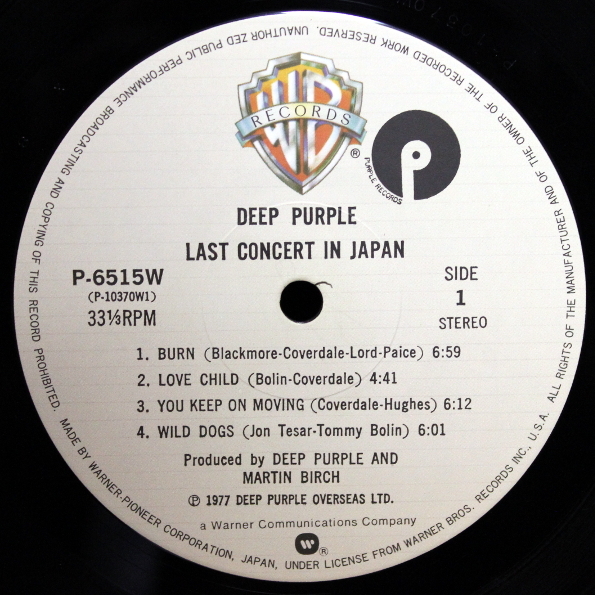 WB
RECORDS
®
P
PURPLE RECORDS
DEEP PURPLE
LAST CONCERT IN JAPAN
P-6515W
(P-10370W1)
33⅓RPM
SIDE
1
STEREO
1. BURN (Blackmore-Coverdale-Lord-Paice) 6:59
2. LOVE CHILD (Bolin-Coverdale) 4:41
3. YOU KEEP ON MOVING (Coverdale-Hughes) 6:12
4. WILD DOGS (Jon Tesar-Tommy Bolin) 6:01
Produced by DEEP PURPLE AND
MARTIN BIRCH
℗ 1977 DEEP PURPLE OVERSEAS LTD.
a Warner Communications Company
®
MADE BY WARNER-PIONEER CORPORATION, JAPAN, UNDER LICENSE FROM WARNER BROS. RECORDS INC., U.S.A. ALL RIGHTS OF THE MANUFACTURER AND OF THE OWNER OF THE RECORDED WORK RESERVED. UNAUTHORIZED PUBLIC PERFORMANCE BROADCASTING AND COPYING OF THIS RECORD PROHIBITED.